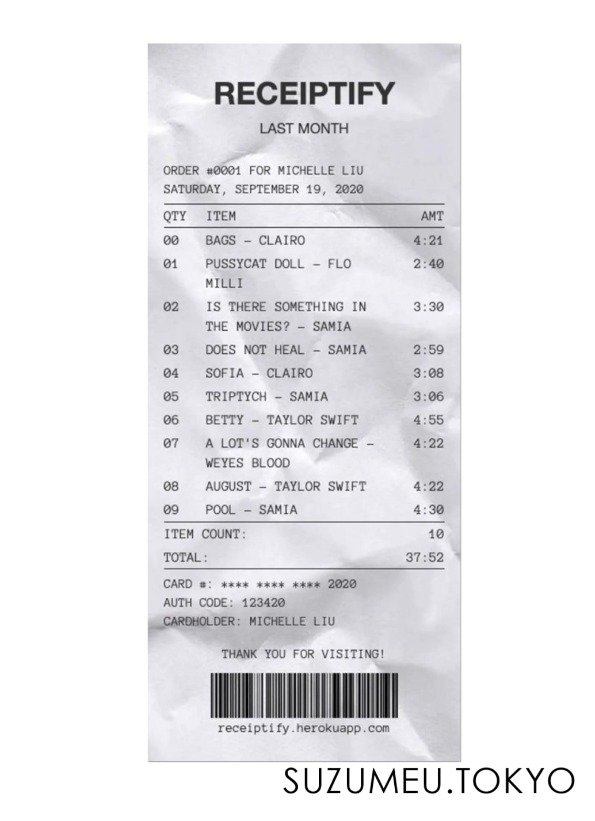 RECEIPTIFY
LAST MONTH
ORDER #0001 FOR MICHELLE LIU
SATURDAY, SEPTEMBER 19, 2020
QTY ITEM AMT
00 BAGS – CLAIRO 4:21
01 PUSSYCAT DOLL – FLO 2:40
MILLI
02 IS THERE SOMETHING IN 3:30
THE MOVIES? – SAMIA
03 DOES NOT HEAL – SAMIA 2:59
04 SOFIA – CLAIRO 3:08
05 TRIPTYCH – SAMIA 3:06
06 BETTY – TAYLOR SWIFT 4:55
07 A LOT'S GONNA CHANGE – 4:22
WEYES BLOOD
08 AUGUST – TAYLOR SWIFT 4:22
09 POOL – SAMIA 4:30
ITEM COUNT: 10
TOTAL: 37:52
CARD #: **** **** **** 2020
AUTH CODE: 123420
CARDHOLDER: MICHELLE LIU
THANK YOU FOR VISITING!
receiptify.herokuapp.com
SUZUMEU.TOKYO